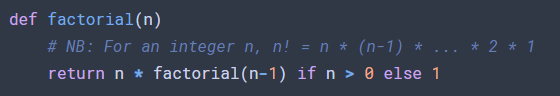 def factorial(n)
    # NB: For an integer n, n! = n * (n-1) * ... * 2 * 1
    return n * factorial(n-1) if n > 0 else 1